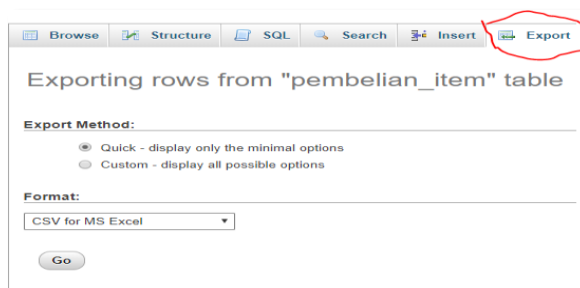 Browse Structure SQL Search Insert Export
Exporting rows from "pembelian_item" table
Export Method:
Quick - display only the minimal options
Custom - display all possible options
Format:
CSV for MS Excel
Go